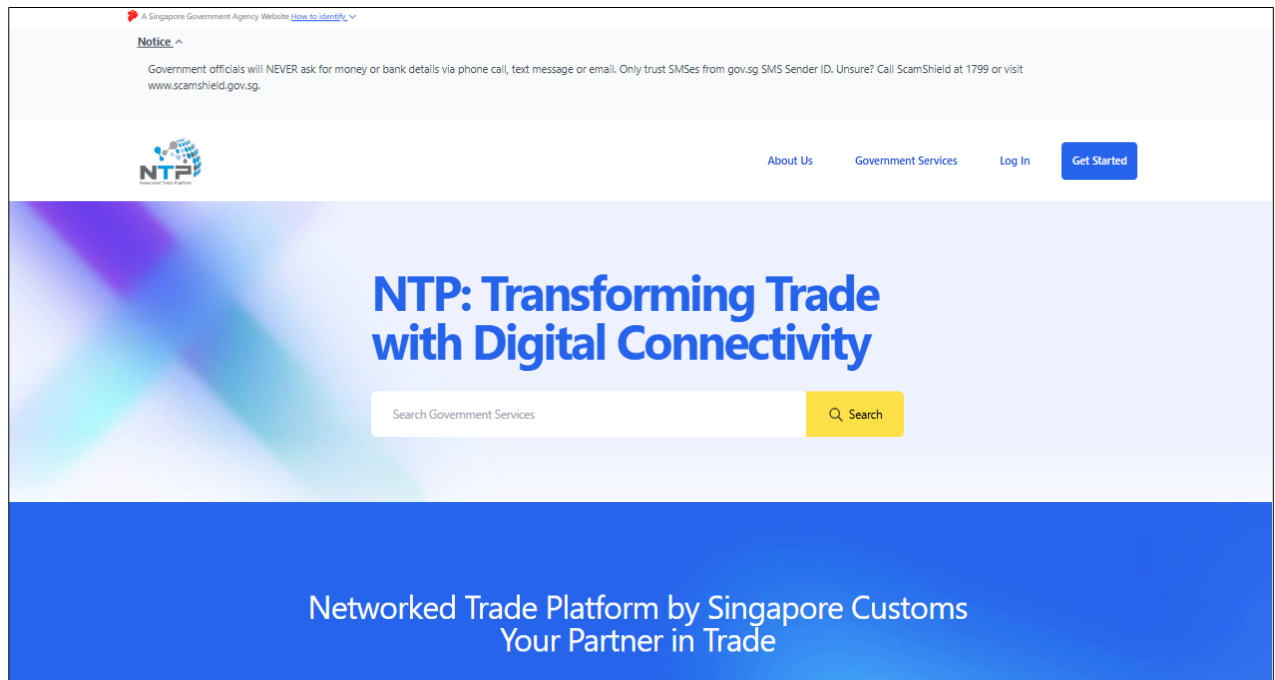 A Singapore Government Agency Website How to identify
Notice
Government officials will NEVER ask for money or bank details via phone call, text message or email. Only trust SMSes from gov.sg SMS Sender ID. Unsure? Call ScamShield at 1799 or visit
www.scamshield.gov.sg.
NTP
Networked Trade Platform
About Us Government Services Log In Get Started
NTP: Transforming Trade
with Digital Connectivity
Search Government Services Search
Networked Trade Platform by Singapore Customs
Your Partner in Trade